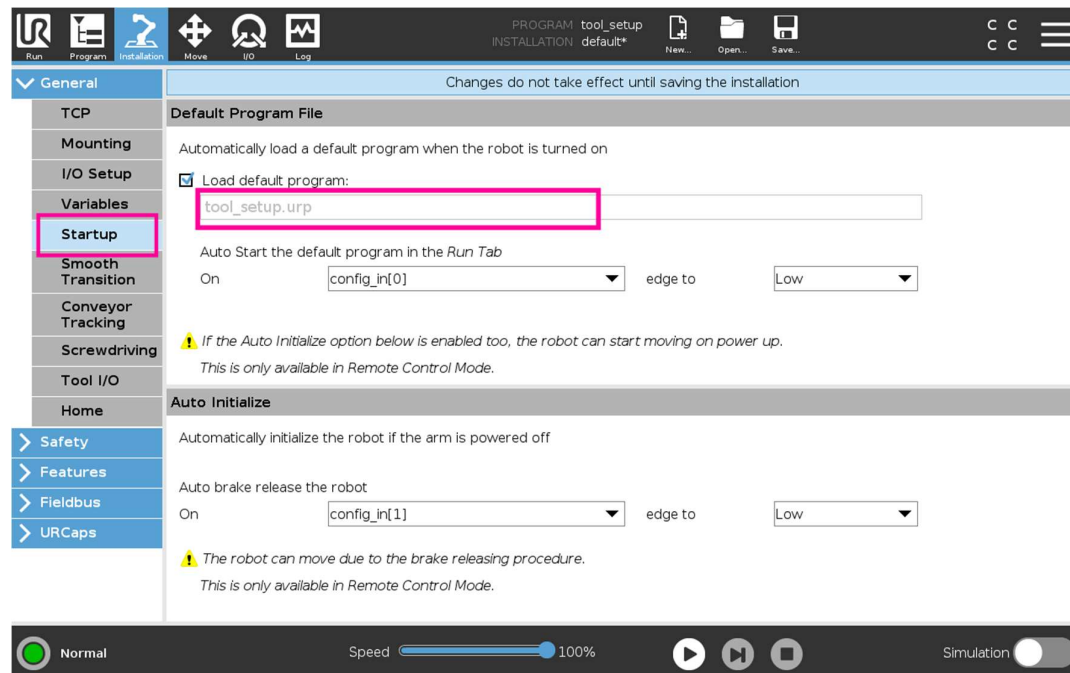 PROGRAM tool_setup
INSTALLATION default*
C C
C C
Run Program Installation Move I/O Log New... Open... Save...
General
TCP
Mounting
I/O Setup
Variables
Startup
Smooth
Transition
Conveyor
Tracking
Screwdriving
Tool I/O
Home
Safety
Features
Fieldbus
URCaps
Changes do not take effect until saving the installation
Default Program File
Automatically load a default program when the robot is turned on
Load default program:
tool_setup.urp
Auto Start the default program in the Run Tab
On config_in[0] edge to Low
If the Auto Initialize option below is enabled too, the robot can start moving on power up.
This is only available in Remote Control Mode.
Auto Initialize
Automatically initialize the robot if the arm is powered off
Auto brake release the robot
On config_in[1] edge to Low
The robot can move due to the brake releasing procedure.
This is only available in Remote Control Mode.
Normal Speed 100% Simulation